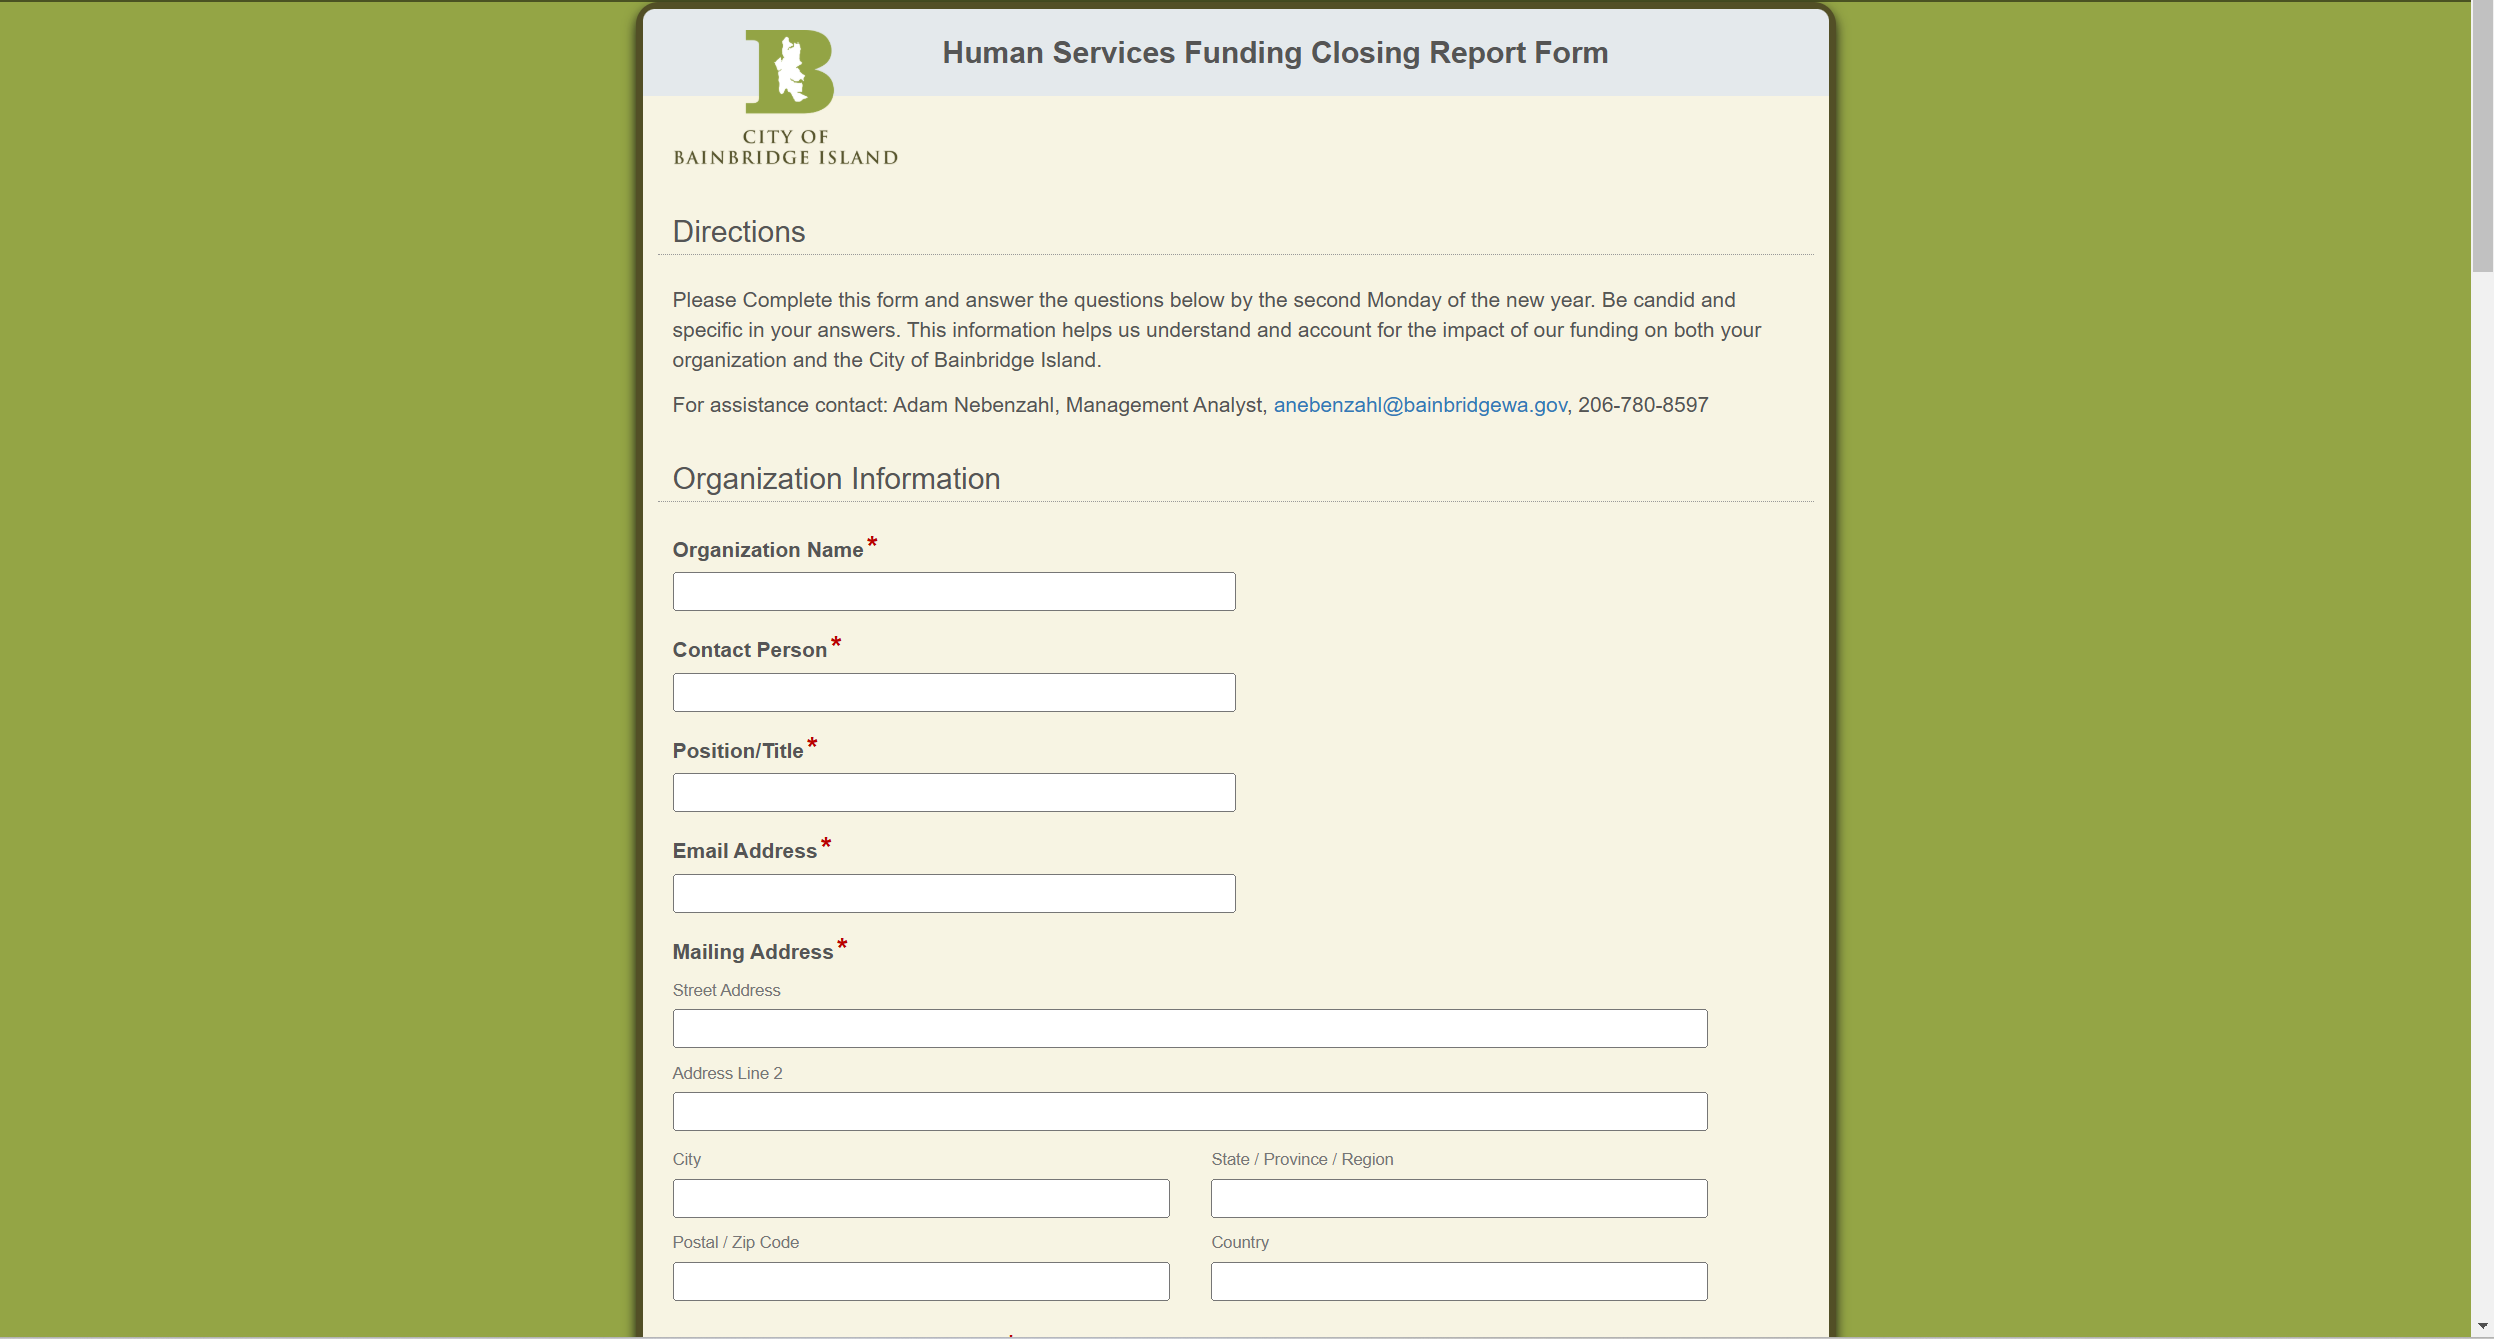 Human Services Funding Closing Report Form
B
CITY OF
BAINBRIDGE ISLAND
Directions
Please Complete this form and answer the questions below by the second Monday of the new year. Be candid and
specific in your answers. This information helps us understand and account for the impact of our funding on both your
organization and the City of Bainbridge Island.
For assistance contact: Adam Nebenzahl, Management Analyst, anebenzahl@bainbridgewa.gov, 206-780-8597
Organization Information
Organization Name*
Contact Person*
Position/Title*
Email Address*
Mailing Address*
Street Address
Address Line 2
City State / Province / Region
Postal / Zip Code Country